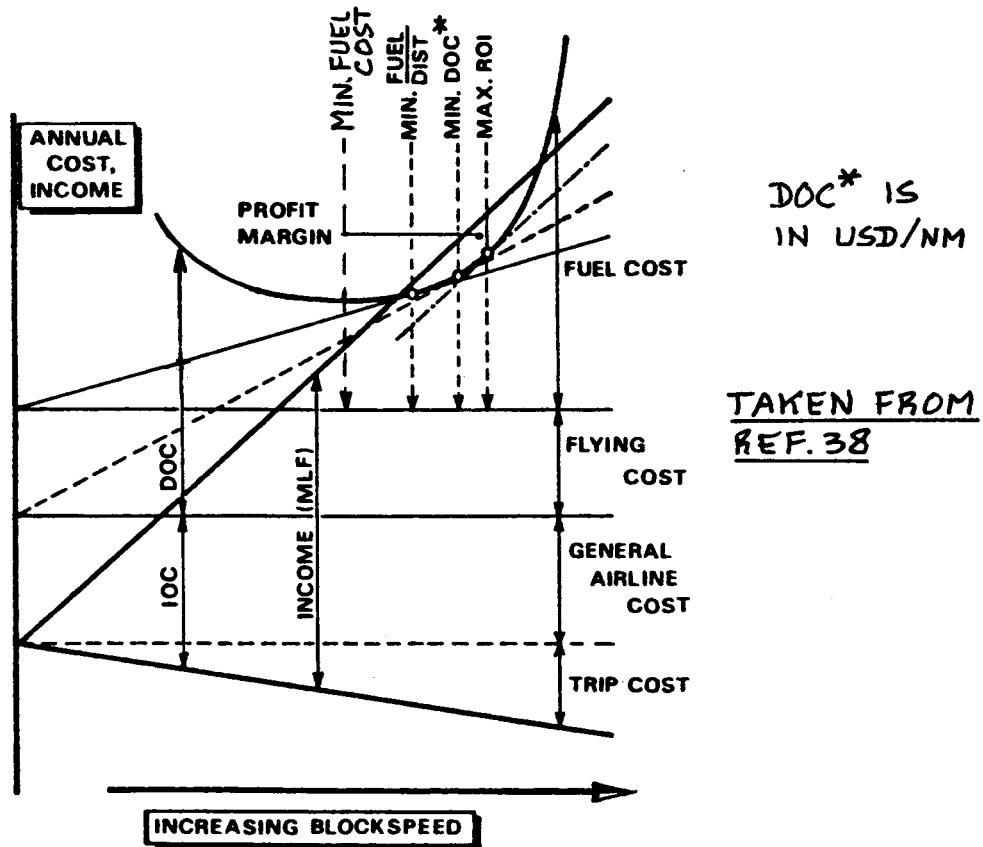 MIN. FUEL
COST
MIN. FUEL
DIST
MIN. DOC*
MAX. ROI
ANNUAL
COST,
INCOME
PROFIT
MARGIN
DOC* IS
IN USD/NM
FUEL COST
TAKEN FROM
REF. 38
DOC
FLYING
COST
INCOME (MLF)
IOC
GENERAL
AIRLINE
COST
TRIP COST
INCREASING BLOCKSPEED